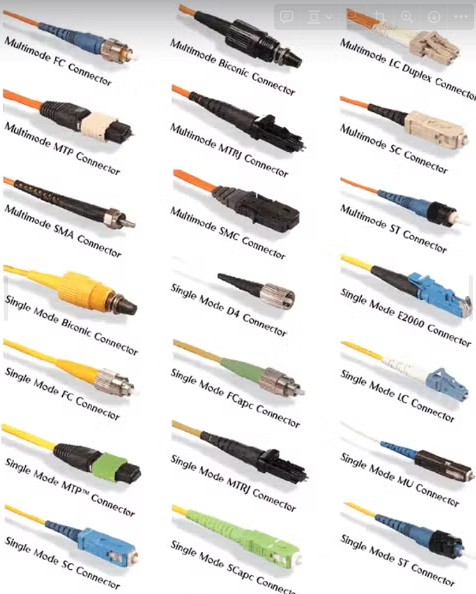 Multimode FC Connector
Multimode Biconic Connector
Multimode LC Duplex Connector
Multimode MTP Connector
Multimode MTRJ Connector
Multimode SC Connector
Multimode SMA Connector
Multimode SMC Connector
Multimode ST Connector
Single Mode Biconic Connector
Single Mode D4 Connector
Single Mode E2000 Connector
Single Mode FC Connector
Single Mode FCapc Connector
Single Mode LC Connector
Single Mode MTP™ Connector
Single Mode MTRJ Connector
Single Mode MU Connector
Single Mode SC Connector
Single Mode SCapc Connector
Single Mode ST Connector